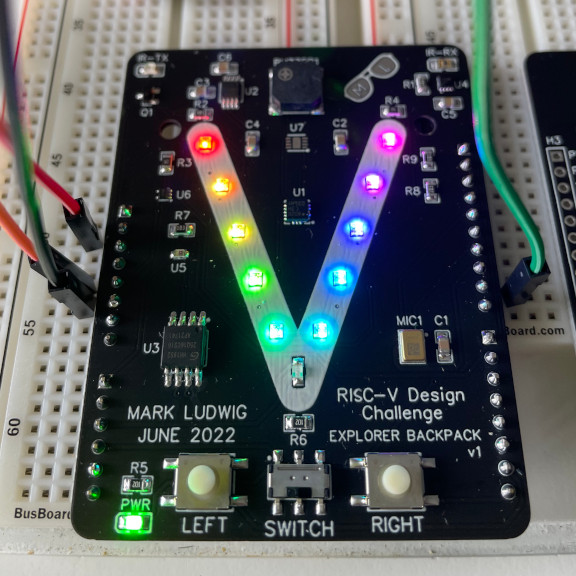 IR-TX
C6
IR-RX
C3
U2
M L
R1
U4
Q1
R2
R4
C5
C4
U7
C2
R3
R9
U6
U1
R8
R7
U5
H3
45
55
60
Board.com
U3
MIC1
C1
RISC-V Design
Challenge
MARK LUDWIG
JUNE 2022
R6
EXPLORER BACKPACK
v1
R5
PWR
BusBoard
LEFT
SWITCH
RIGHT